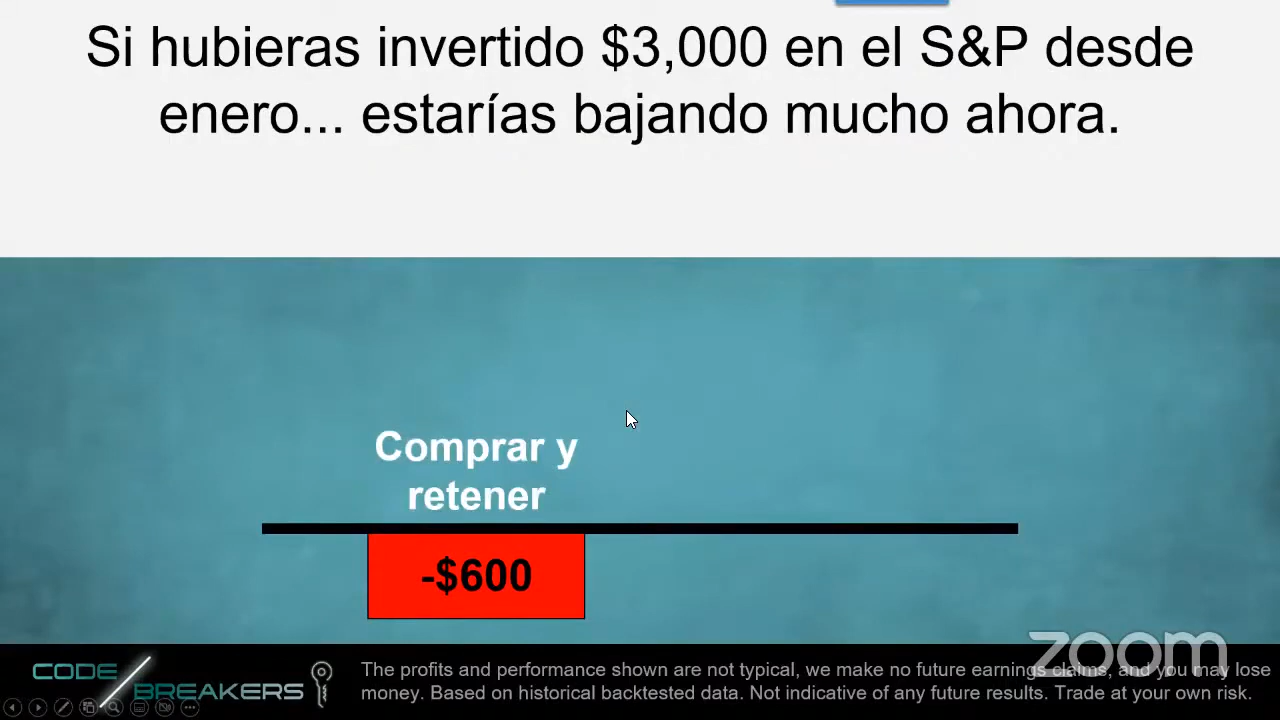 Si hubieras invertido $3,000 en el S&P desde
enero... estarías bajando mucho ahora.
Comprar y
retener
-$600
zoom
CODE
BREAKERS
The profits and performance shown are not typical, we make no future earnings claims, and you may lose
money. Based on historical backtested data. Not indicative of any future results. Trade at your own risk.